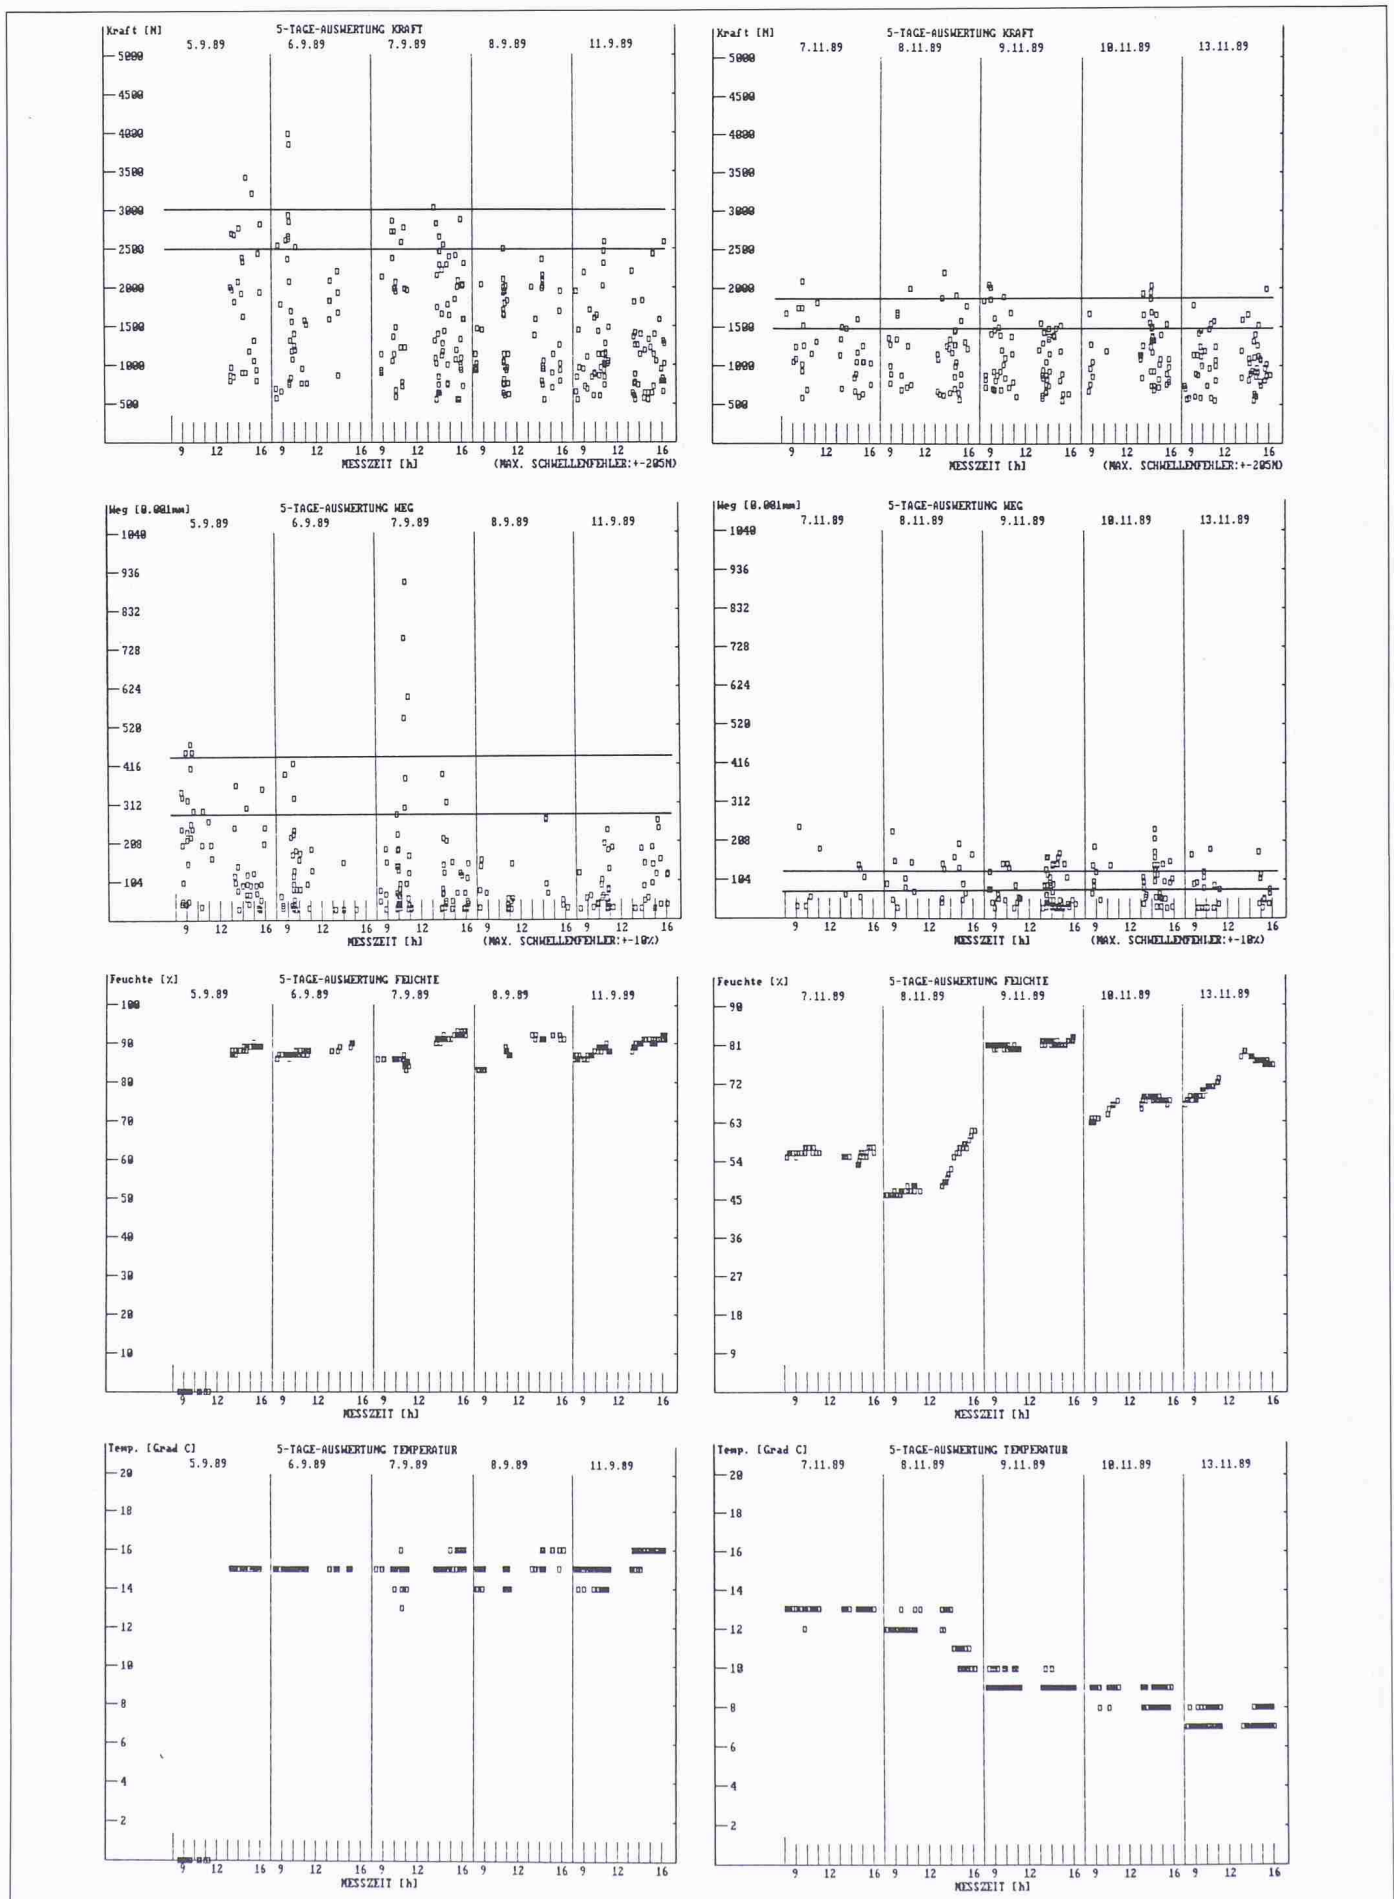 Kraft [N] 5-TAGE-AUSWERTUNG KRAFT
5.9.89 6.9.89 7.9.89 8.9.89 11.9.89
5000
4500
4000
3500
3000
2500
2000
1500
1000
500
9 12 16 9 12 16 9 12 16 9 12 16 9 12 16
MESSZEIT [h] (MAX. SCHWELLENFEHLER:+-205N)
Kraft [N] 5-TAGE-AUSWERTUNG KRAFT
7.11.89 8.11.89 9.11.89 10.11.89 13.11.89
5000
4500
4000
3500
3000
2500
2000
1500
1000
500
9 12 16 9 12 16 9 12 16 9 12 16 9 12 16
MESSZEIT [h] (MAX. SCHWELLENFEHLER:+-205N)
Weg [0.001mm] 5-TAGE-AUSWERTUNG WEG
5.9.89 6.9.89 7.9.89 8.9.89 11.9.89
1040
936
832
728
624
520
416
312
208
104
9 12 16 9 12 16 9 12 16 9 12 16 9 12 16
MESSZEIT [h] (MAX. SCHWELLENFEHLER:+-10%)
Weg [0.001mm] 5-TAGE-AUSWERTUNG WEG
7.11.89 8.11.89 9.11.89 10.11.89 13.11.89
1040
936
832
728
624
520
416
312
208
104
9 12 16 9 12 16 9 12 16 9 12 16 9 12 16
MESSZEIT [h] (MAX. SCHWELLENFEHLER:+-10%)
Feuchte [%] 5-TAGE-AUSWERTUNG FEUCHTE
5.9.89 6.9.89 7.9.89 8.9.89 11.9.89
100
90
80
70
60
50
40
30
20
10
9 12 16 9 12 16 9 12 16 9 12 16 9 12 16
MESSZEIT [h]
Feuchte [%] 5-TAGE-AUSWERTUNG FEUCHTE
7.11.89 8.11.89 9.11.89 10.11.89 13.11.89
90
81
72
63
54
45
36
27
18
9
9 12 16 9 12 16 9 12 16 9 12 16 9 12 16
MESSZEIT [h]
Temp. [Grad C] 5-TAGE-AUSWERTUNG TEMPERATUR
5.9.89 6.9.89 7.9.89 8.9.89 11.9.89
20
18
16
14
12
10
8
6
4
2
9 12 16 9 12 16 9 12 16 9 12 16 9 12 16
MESSZEIT [h]
Temp. [Grad C] 5-TAGE-AUSWERTUNG TEMPERATUR
7.11.89 8.11.89 9.11.89 10.11.89 13.11.89
20
18
16
14
12
10
8
6
4
2
9 12 16 9 12 16 9 12 16 9 12 16 9 12 16
MESSZEIT [h]